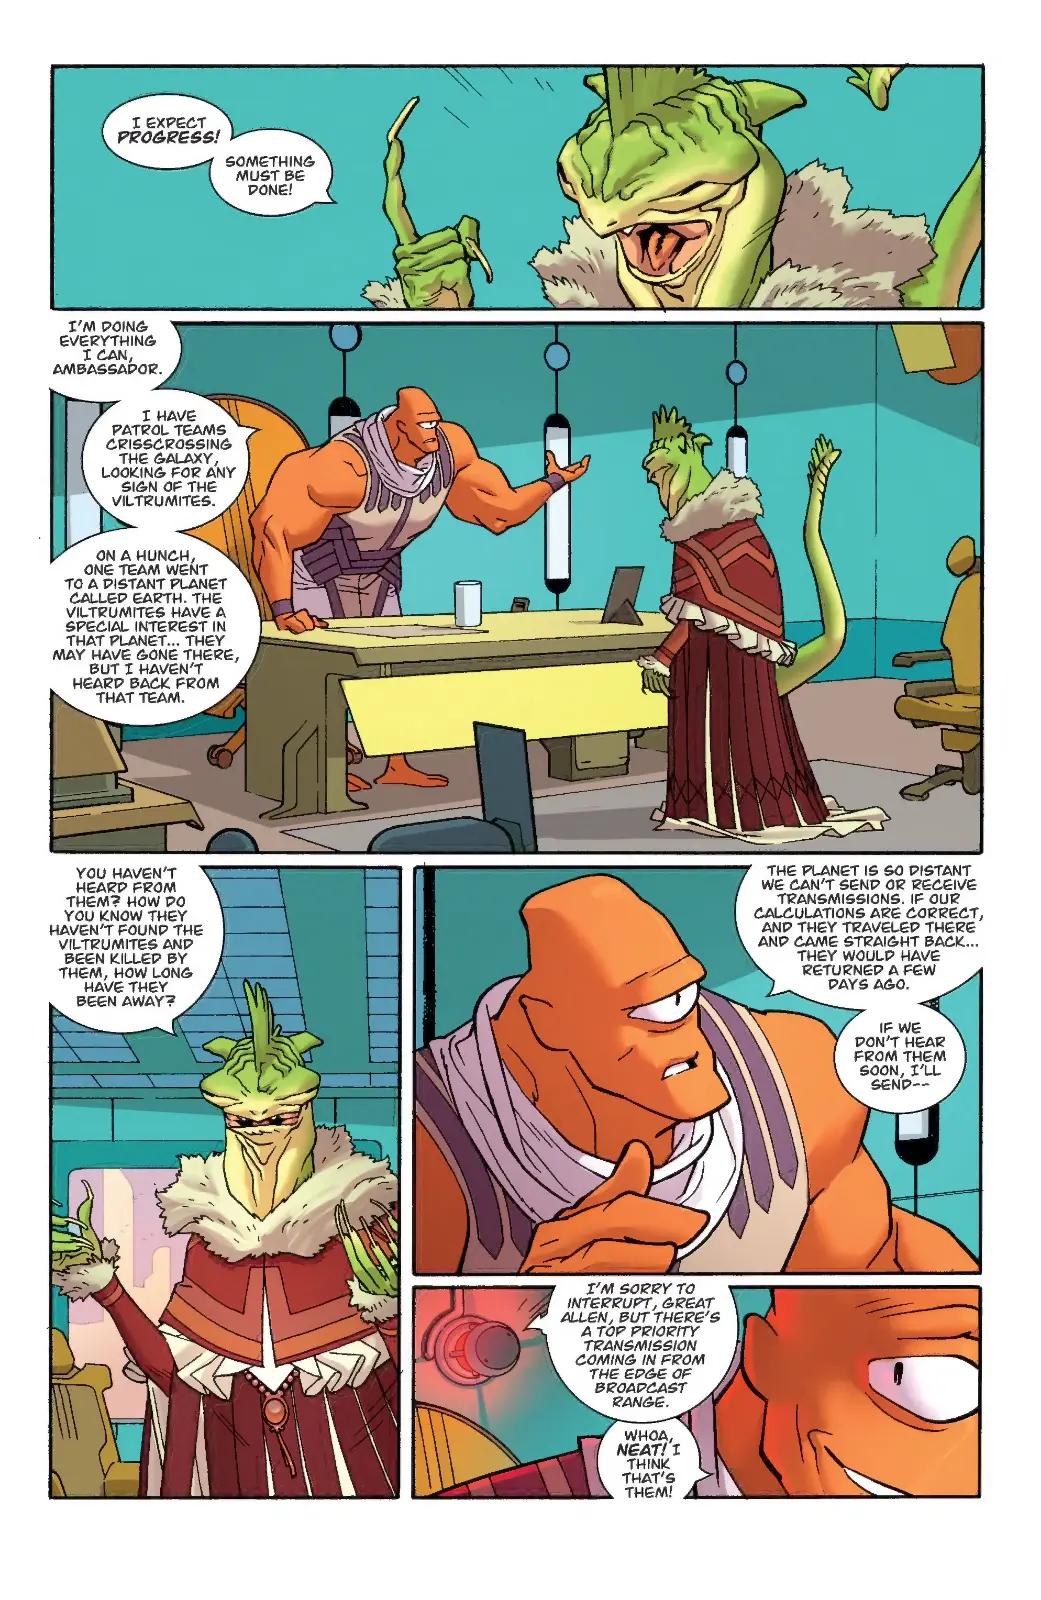 I EXPECT
PROGRESS!
SOMETHING
MUST BE
DONE!
I'M DOING
EVERYTHING
I CAN,
AMBASSADOR.
I HAVE
PATROL TEAMS
CRISSCROSSING
THE GALAXY,
LOOKING FOR ANY
SIGN OF THE
VILTRUMITES.
ON A HUNCH,
ONE TEAM WENT
TO A DISTANT PLANET
CALLED EARTH. THE
VILTRUMITES HAVE A
SPECIAL INTEREST IN
THAT PLANET... THEY
MAY HAVE GONE THERE,
BUT I HAVEN'T
HEARD BACK FROM
THAT TEAM.
YOU HAVEN'T
HEARD FROM
THEM? HOW DO
YOU KNOW THEY
HAVEN'T FOUND THE
VILTRUMITES AND
BEEN KILLED BY
THEM, HOW LONG
HAVE THEY
BEEN AWAY?
THE PLANET IS SO DISTANT
WE CAN'T SEND OR RECEIVE
TRANSMISSIONS. IF OUR
CALCULATIONS ARE CORRECT,
AND THEY TRAVELED THERE
AND CAME STRAIGHT BACK...
THEY WOULD HAVE
RETURNED A FEW
DAYS AGO.
IF WE
DON'T HEAR
FROM THEM
SOON, I'LL
SEND--
I'M SORRY TO
INTERRUPT, GREAT
ALLEN, BUT THERE'S
A TOP PRIORITY
TRANSMISSION
COMING IN FROM
THE EDGE OF
BROADCAST
RANGE.
WHOA,
NEAT! I
THINK
THAT'S
THEM!